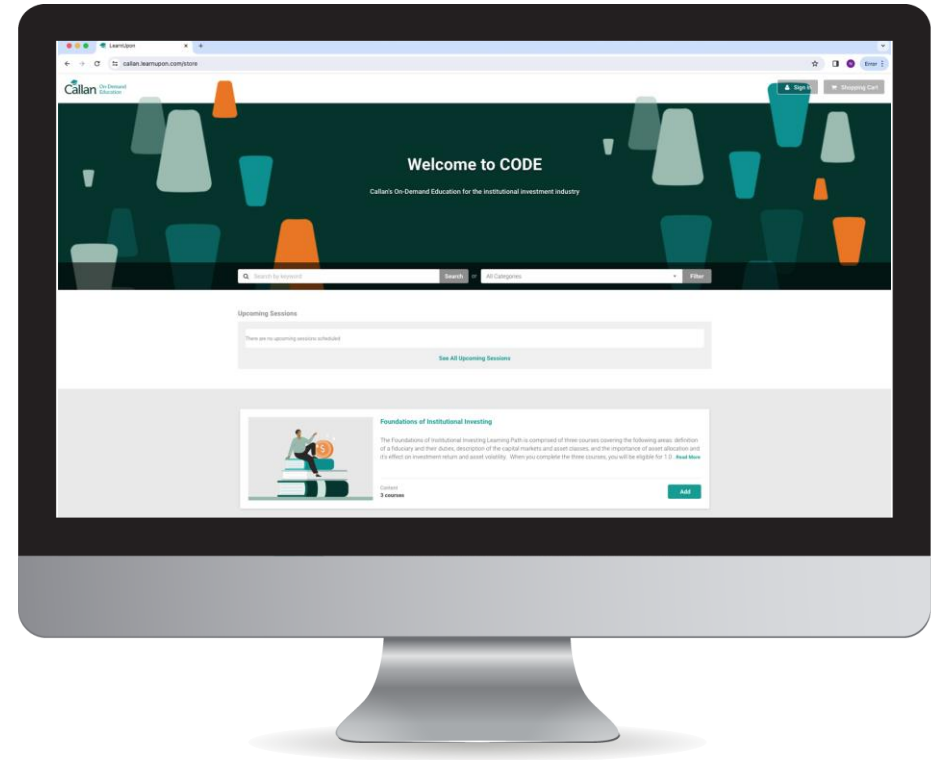 LearnUpon
callan.learnupon.com/store
Error
Callan On-Demand
Education
Sign In
Shopping Cart
Welcome to CODE
Callan's On-Demand Education for the institutional investment industry
Search by keyword
Search
or
All Categories
Filter
Upcoming Sessions
There are no upcoming sessions scheduled
See All Upcoming Sessions
Foundations of Institutional Investing
The Foundations of Institutional Investing Learning Path is comprised of three courses covering the following areas: definition
of a fiduciary and their duties; description of the capital markets and asset classes; and the importance of asset allocation and
it's effect on investment return and asset volatility. When you complete the three courses, you will be eligible for 1.0 Read More
Contains
3 courses
Add